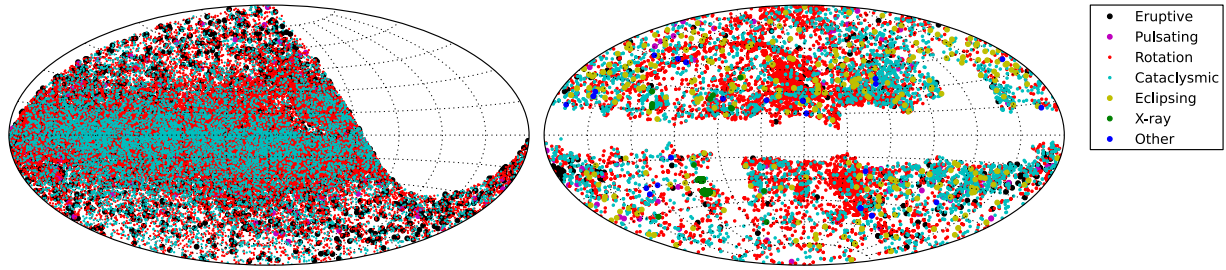 Eruptive
Pulsating
Rotation
Cataclysmic
Eclipsing
X-ray
Other